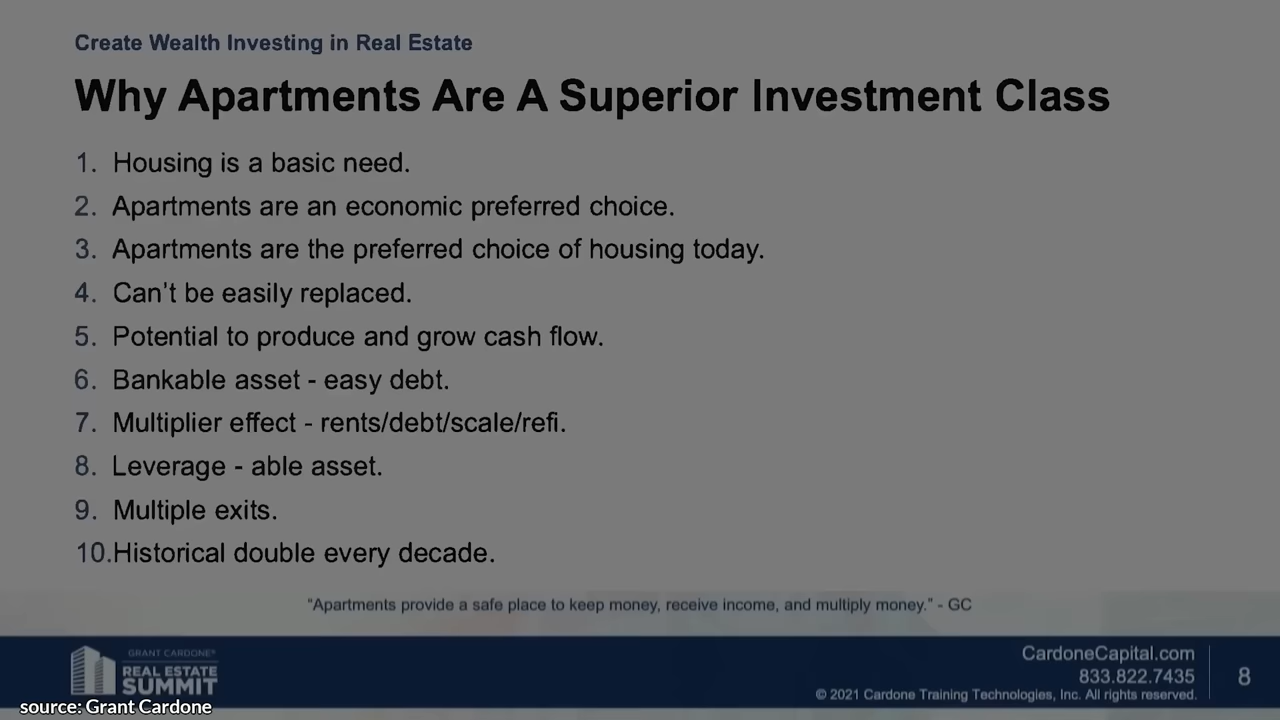 Create Wealth Investing in Real Estate
Why Apartments Are A Superior Investment Class
1. Housing is a basic need.
2. Apartments are an economic preferred choice.
3. Apartments are the preferred choice of housing today.
4. Can't be easily replaced.
5. Potential to produce and grow cash flow.
6. Bankable asset - easy debt.
7. Multiplier effect - rents/debt/scale/refi.
8. Leverage - able asset.
9. Multiple exits.
10.Historical double every decade.
“Apartments provide a safe place to keep money, receive income, and multiply money.” - GC
GRANT CARDONE®
REAL ESTATE
SUMMIT
CardoneCapital.com
833.822.7435
© 2021 Cardone Training Technologies, Inc. All rights reserved.
8
source: Grant Cardone